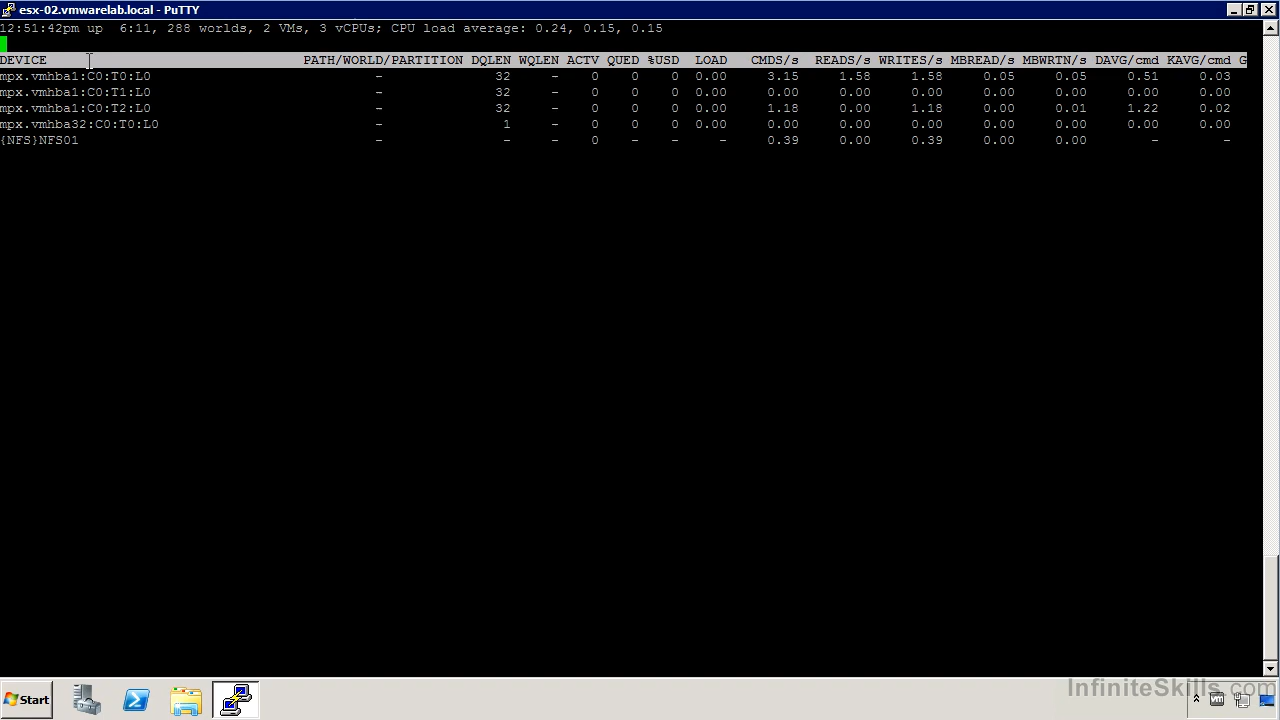 esx-02.vmwarelab.local - PuTTY
12:51:42pm up  6:11, 288 worlds, 2 VMs, 3 vCPUs; CPU load average: 0.24, 0.15, 0.15
DEVICE PATH/WORLD/PARTITION DQLEN WQLEN ACTV QUED %USD LOAD CMDS/s READS/s WRITES/s MBREAD/s MBWRTN/s DAVG/cmd KAVG/cmd G
mpx.vmhba1:C0:T0:L0 - 32 - 0 0 0 0.00 3.15 1.58 1.58 0.05 0.05 0.51 0.03
mpx.vmhba1:C0:T1:L0 - 32 - 0 0 0 0.00 0.00 0.00 0.00 0.00 0.00 0.00 0.00
mpx.vmhba1:C0:T2:L0 - 32 - 0 0 0 0.00 1.18 0.00 1.18 0.00 0.01 1.22 0.02
mpx.vmhba32:C0:T0:L0 - 1 - 0 0 0 0.00 0.00 0.00 0.00 0.00 0.00 0.00 0.00
{NFS}NFS01 - - - 0 - - - 0.39 0.00 0.39 0.00 0.00 - -
Start
InfiniteSkills.com